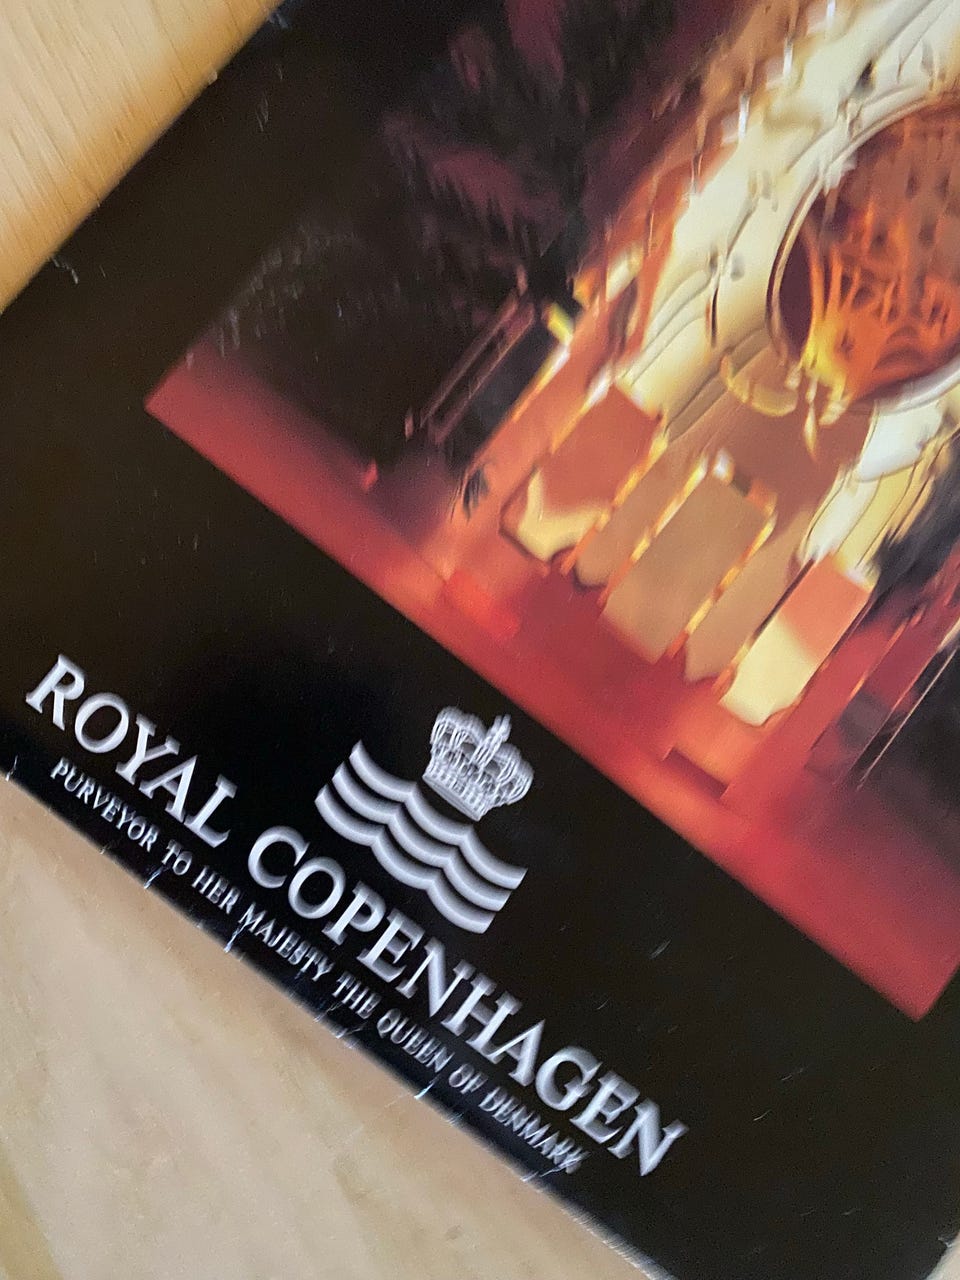 ROYAL COPENHAGEN
PURVEYOR TO HER MAJESTY THE QUEEN OF DENMARK